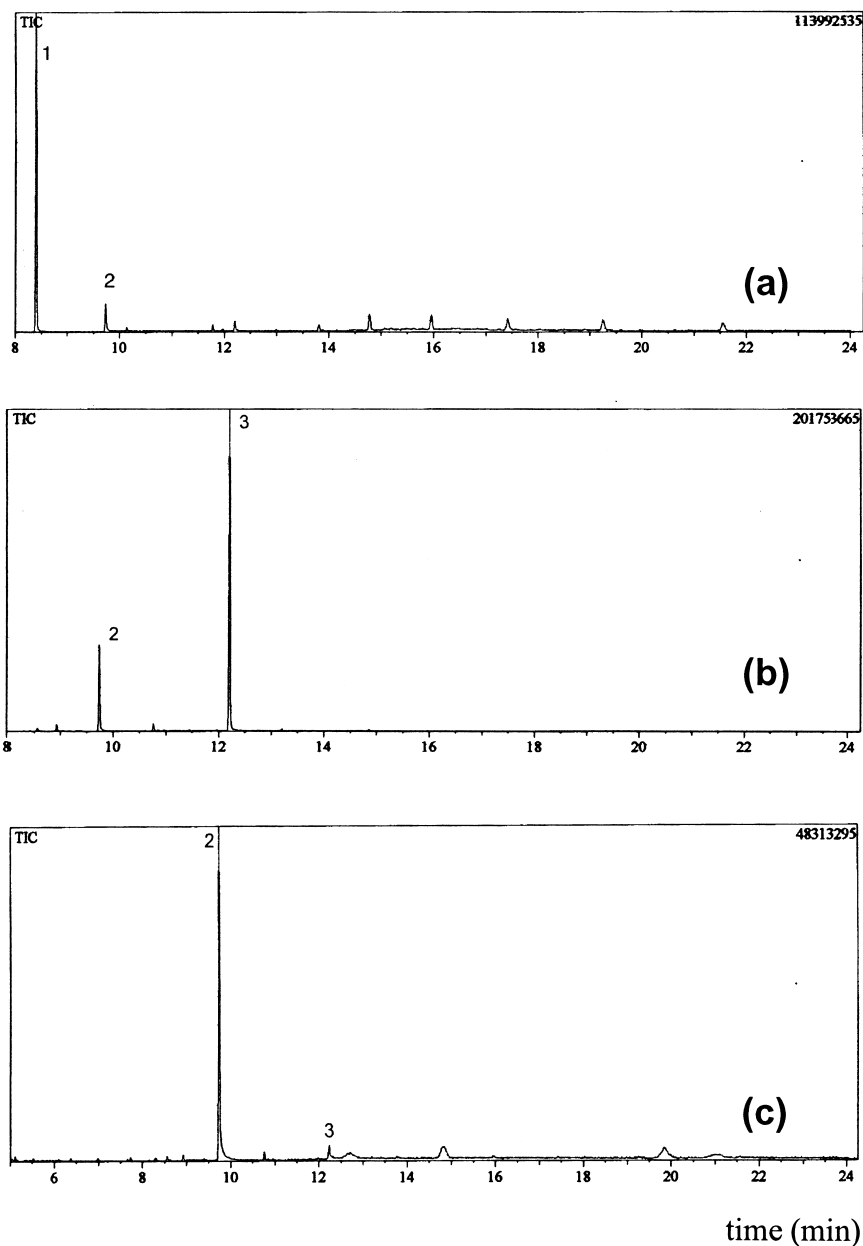 TIC 113992535
1
2
(a)
8 10 12 14 16 18 20 22 24
TIC 3 201753665
2
(b)
8 10 12 14 16 18 20 22 24
TIC 2 48313295
(c)
3
6 8 10 12 14 16 18 20 22 24
time (min)